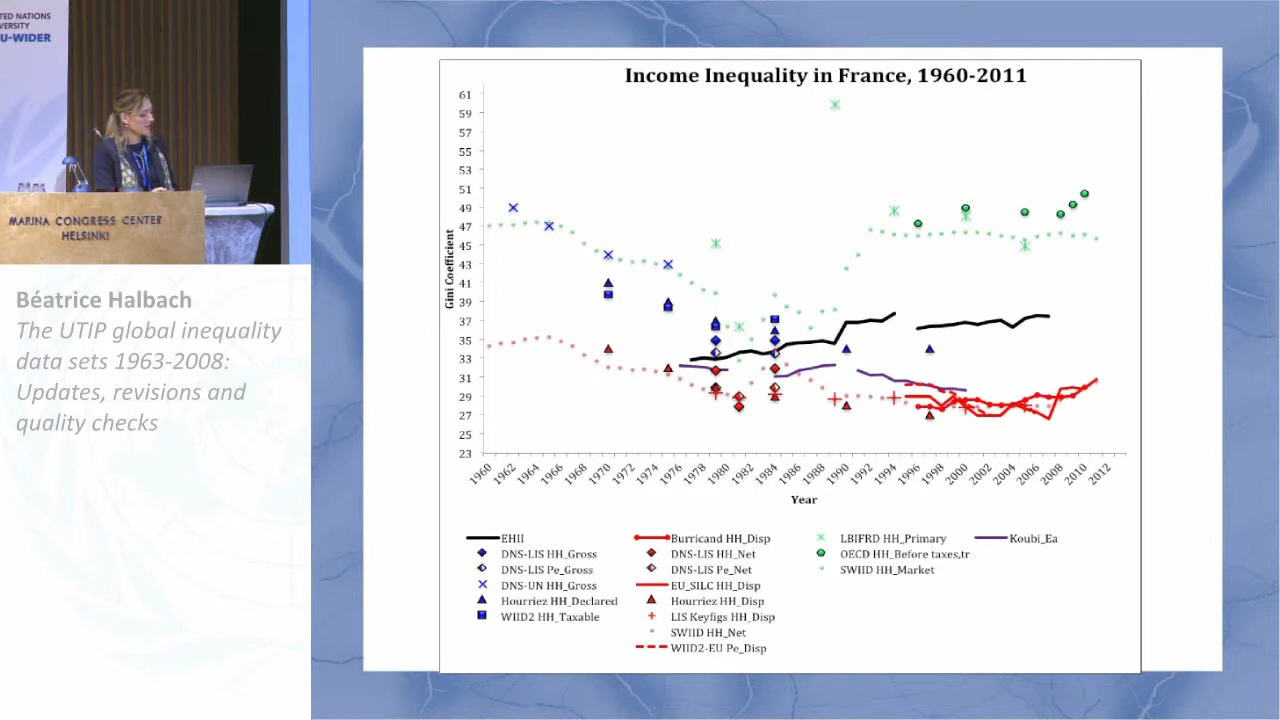 TED NATIONS
VERSITY
U-WIDER
MARINA CONGRESS CENTER
HELSINKI
Béatrice Halbach
The UTIP global inequality
data sets 1963-2008:
Updates, revisions and
quality checks
Income Inequality in France, 1960-2011
Gini Coefficient
61
59
57
55
53
51
49
47
45
43
41
39
37
35
33
31
29
27
25
23
1960
1962
1964
1966
1968
1970
1972
1974
1976
1978
1980
1982
1984
1986
1988
1990
1992
1994
1996
1998
2000
2002
2004
2006
2008
2010
2012
Year
EHII
DNS-LIS HH_Gross
DNS-LIS Pe_Gross
DNS-UN HH_Gross
Hourriez HH_Declared
WIID2 HH_Taxable
Burricand HH_Disp
DNS-LIS HH_Net
DNS-LIS Pe_Net
EU_SILC HH_Disp
Hourriez HH_Disp
LIS Keyfigs HH_Disp
SWIID HH_Net
WIID2-EU Pe_Disp
LBIFRD HH_Primary
OECD HH_Before taxes,tr
SWIID HH_Market
Koubi_Ea